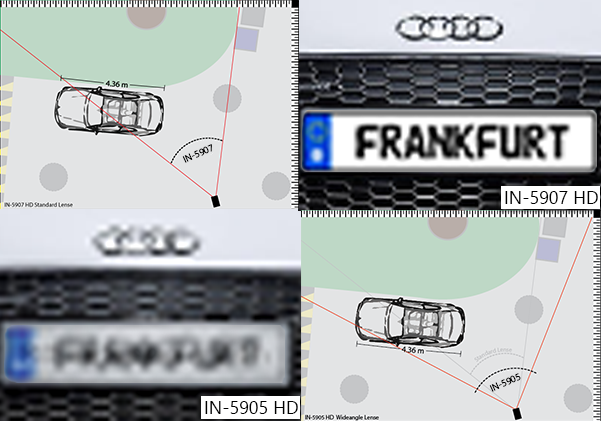 4.36 m
IN-5907
IN-5907 HD Standard Lense
FRANKFURT
IN-5907 HD
FRANKFURT
IN-5905 HD
4.36 m
Standard Lense
IN-5905
IN-5905 HD Wideangle Lense